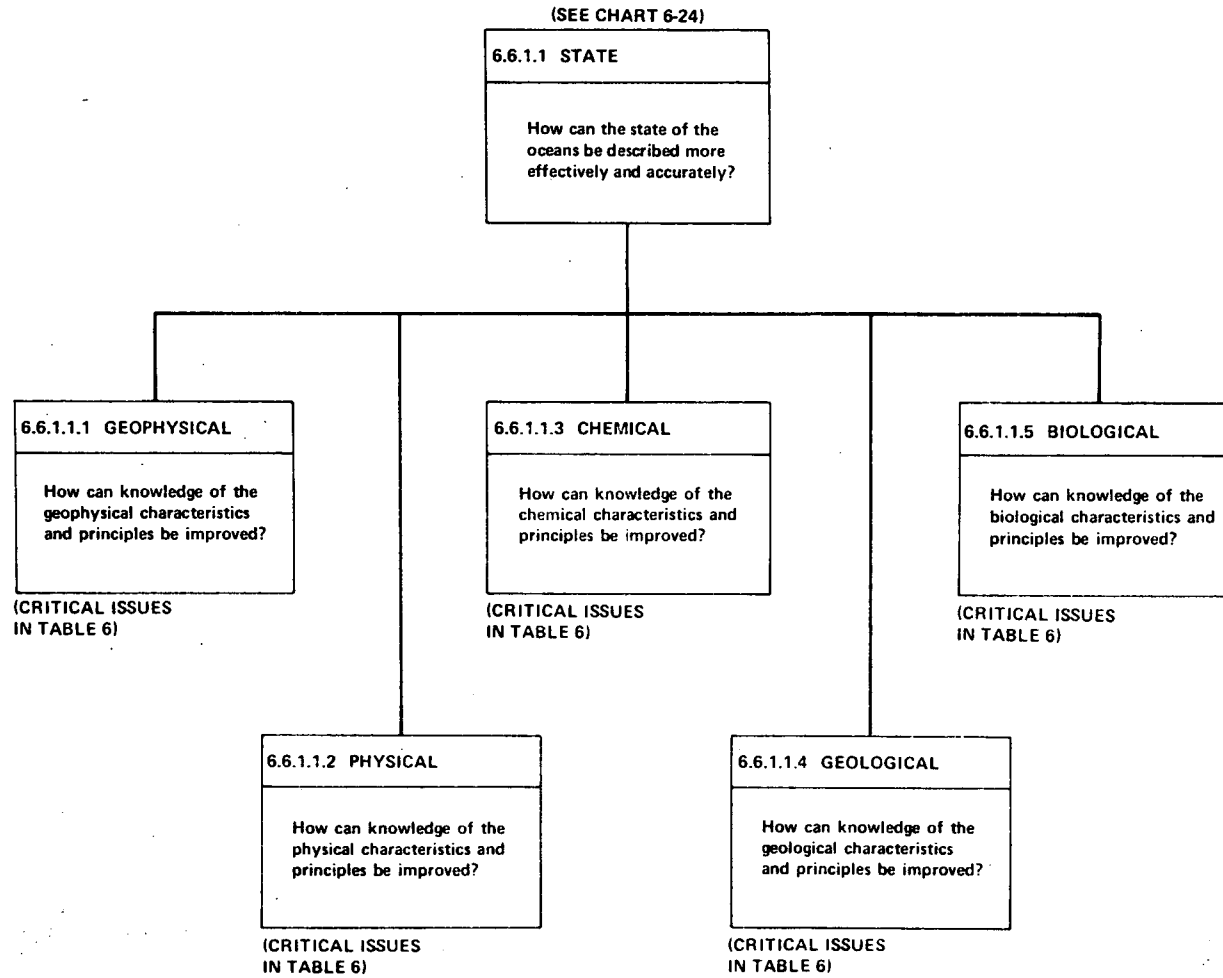 (SEE CHART 6-24)
6.6.1.1 STATE
How can the state of the
oceans be described more
effectively and accurately?
6.6.1.1.1 GEOPHYSICAL
How can knowledge of the
geophysical characteristics
and principles be improved?
(CRITICAL ISSUES
IN TABLE 6)
6.6.1.1.3 CHEMICAL
How can knowledge of the
chemical characteristics and
principles be improved?
(CRITICAL ISSUES
IN TABLE 6)
6.6.1.1.5 BIOLOGICAL
How can knowledge of the
biological characteristics and
principles be improved?
(CRITICAL ISSUES
IN TABLE 6)
6.6.1.1.2 PHYSICAL
How can knowledge of the
physical characteristics and
principles be improved?
(CRITICAL ISSUES
IN TABLE 6)
6.6.1.1.4 GEOLOGICAL
How can knowledge of the
geological characteristics
and principles be improved?
(CRITICAL ISSUES
IN TABLE 6)